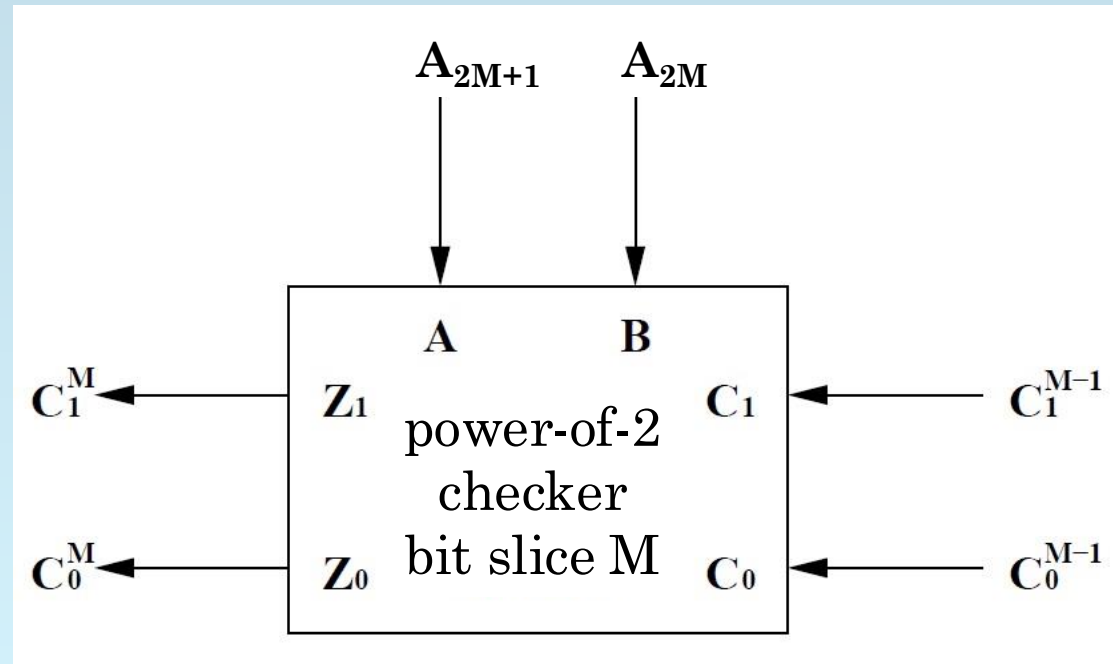 A₂M+1 A₂M
A B
C₁ᴹ Z₁ C₁ C₁ᴹ⁻¹
power-of-2
checker
bit slice M
C₀ᴹ Z₀ C₀ C₀ᴹ⁻¹